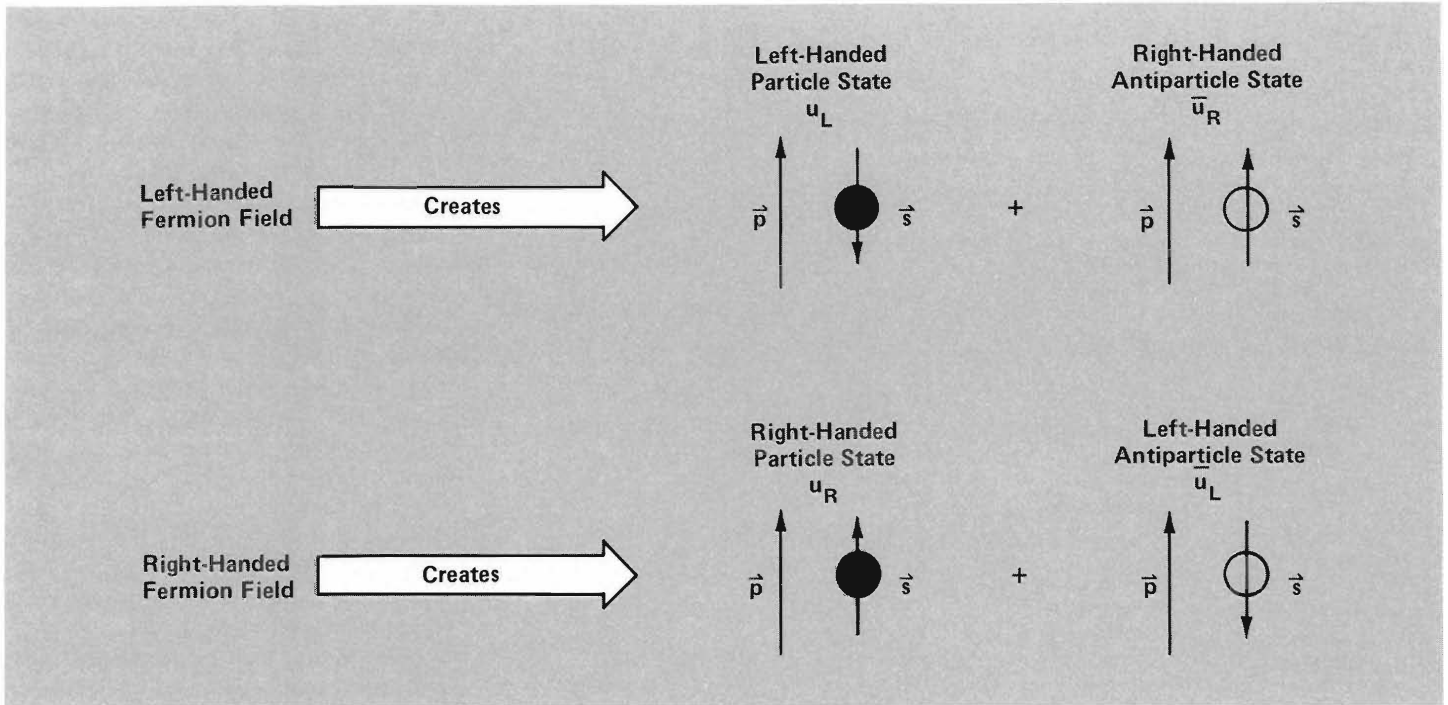 Left-Handed
Particle State
u_L
Right-Handed
Antiparticle State
ū_R
Left-Handed
Fermion Field
Creates
p⃗
s⃗
+
p⃗
s⃗
Right-Handed
Particle State
u_R
Left-Handed
Antiparticle State
ū_L
Right-Handed
Fermion Field
Creates
p⃗
s⃗
+
p⃗
s⃗